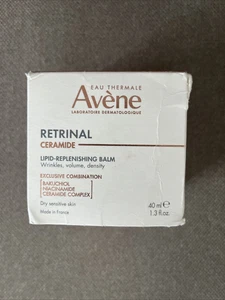 EAU THERMALE
Avène
LABORATOIRE DERMATOLOGIQUE
RETRINAL
CERAMIDE
LIPID-REPLENISHING BALM
Wrinkles, volume, density
EXCLUSIVE COMBINATION
BAKUCHIOL
NIACINAMIDE
CERAMIDE COMPLEX
Dry sensitive skin
Made in France
40 ml ℮
1.3 fl.oz.